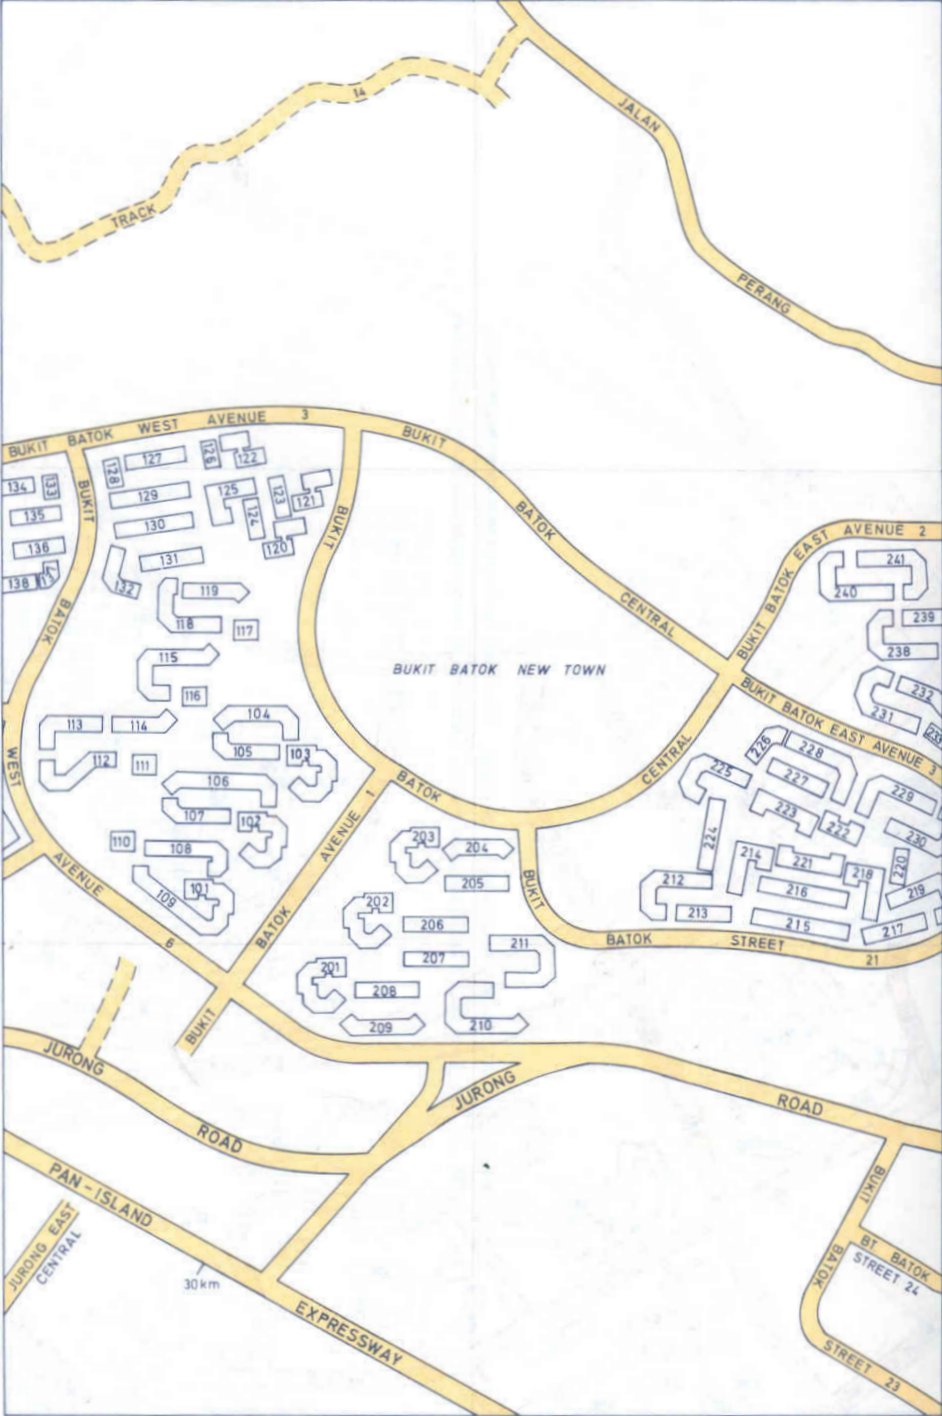 JALAN
14
TRACK
PERANG
BUKIT BATOK WEST AVENUE 3
BUKIT
BATOK
CENTRAL
BUKIT
BATOK
WEST
AVENUE
6
BUKIT
BATOK
CENTRAL
BUKIT BATOK EAST AVENUE 2
BUKIT BATOK EAST AVENUE 3
BUKIT BATOK NEW TOWN
134
133
135
136
138
128
127
126
122
129
125
123
121
124
130
120
131
132
119
118
117
115
116
113
114
104
105
103
112
111
106
107
102
110
108
109
101
BUKIT
BATOK
AVENUE
1
203
204
205
202
206
207
211
201
208
209
210
BUKIT
BATOK
STREET
21
241
240
239
238
232
231
226
228
225
227
229
223
222
230
224
214
221
218
220
212
216
219
213
215
217
JURONG
ROAD
JURONG
ROAD
PAN-ISLAND
EXPRESSWAY
30km
JURONG EAST
CENTRAL
BUKIT
BATOK
STREET 23
BT BATOK
STREET 24